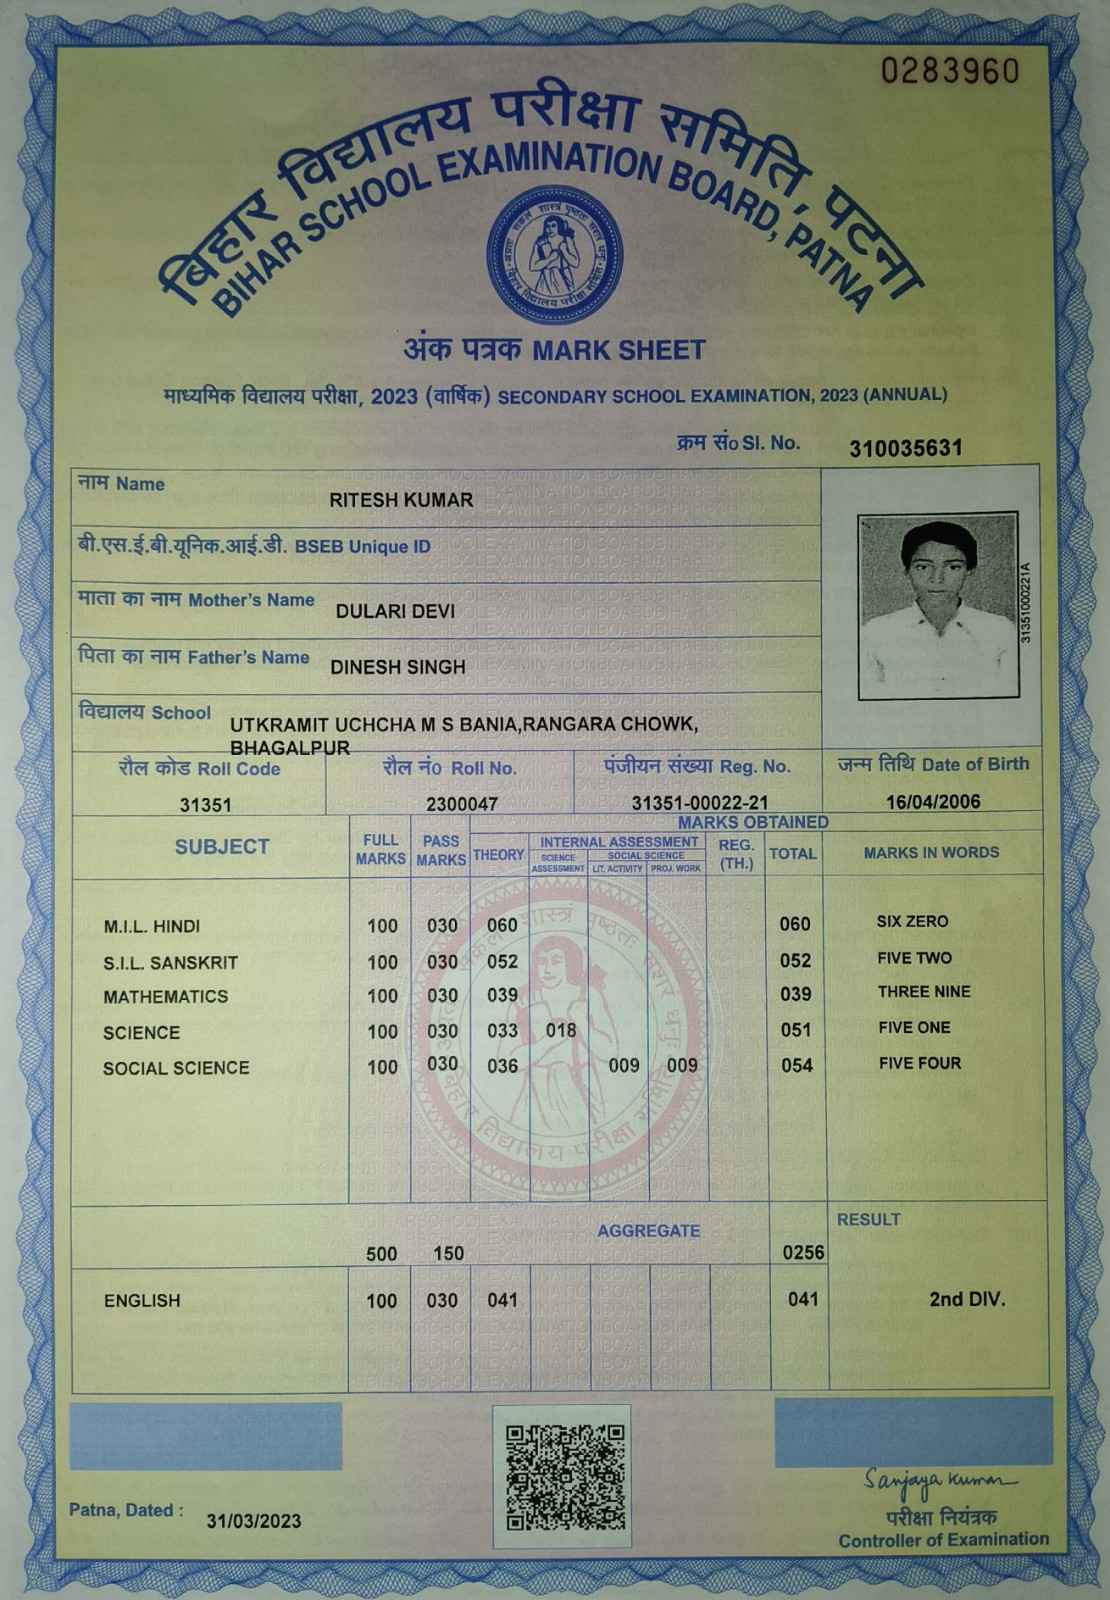 0283960
बिहार विद्यालय परीक्षा समिति, पटना
BIHAR SCHOOL EXAMINATION BOARD, PATNA
अंक पत्रक MARK SHEET
माध्यमिक विद्यालय परीक्षा, 2023 (वार्षिक) SECONDARY SCHOOL EXAMINATION, 2023 (ANNUAL)
क्रम सं० Sl. No. 310035631
नाम Name RITESH KUMAR
बी.एस.ई.बी.यूनिक.आई.डी. BSEB Unique ID
माता का नाम Mother's Name DULARI DEVI
पिता का नाम Father's Name DINESH SINGH
31351000221A
विद्यालय School UTKRAMIT UCHCHA M S BANIA,RANGARA CHOWK,
BHAGALPUR
रौल कोड Roll Code रौल नं० Roll No. पंजीयन संख्या Reg. No. जन्म तिथि Date of Birth
31351 2300047 31351-00022-21 16/04/2006
MARKS OBTAINED
SUBJECT FULL MARKS PASS MARKS THEORY INTERNAL ASSESSMENT REG. (TH.) TOTAL MARKS IN WORDS
SCIENCE ASSESSMENT SOCIAL SCIENCE
LIT. ACTIVITY PROJ. WORK
M.I.L. HINDI 100 030 060 060 SIX ZERO
S.I.L. SANSKRIT 100 030 052 052 FIVE TWO
MATHEMATICS 100 030 039 039 THREE NINE
SCIENCE 100 030 033 018 051 FIVE ONE
SOCIAL SCIENCE 100 030 036 009 009 054 FIVE FOUR
AGGREGATE RESULT
500 150 0256
ENGLISH 100 030 041 041 2nd DIV.
Patna, Dated : 31/03/2023
Sanjaya Kumar
परीक्षा नियंत्रक
Controller of Examination